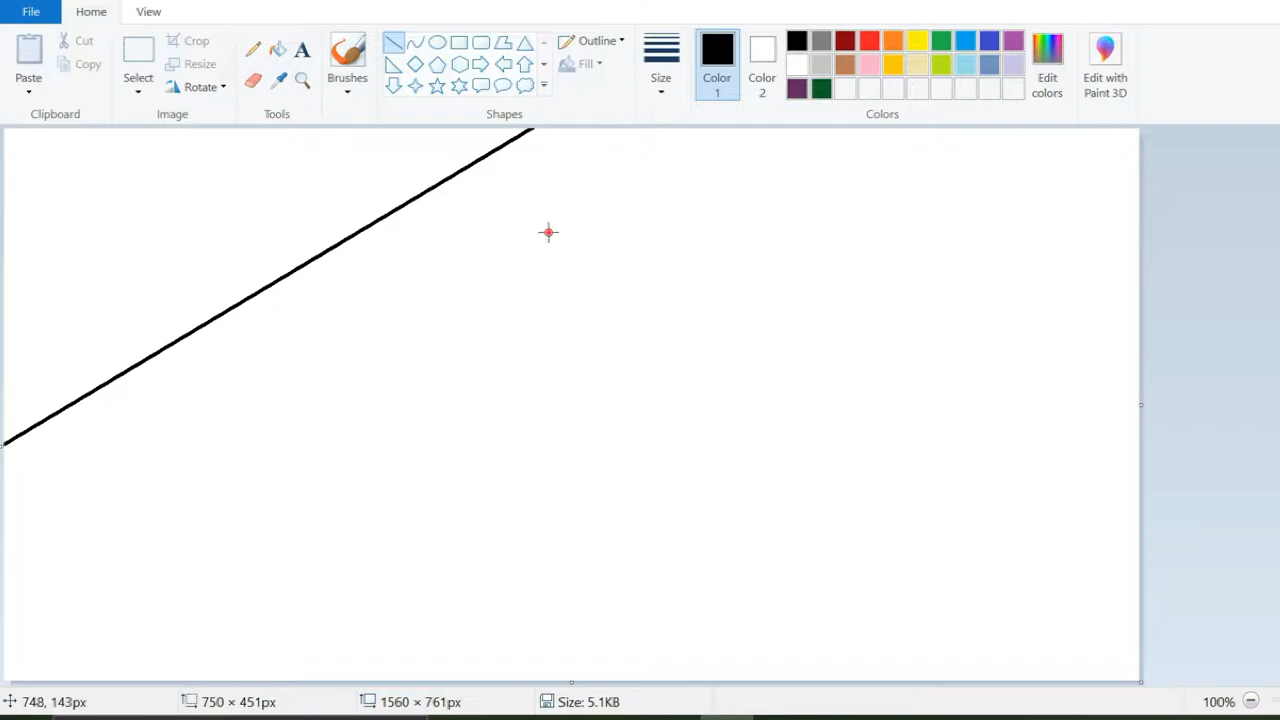 File Home View
Paste
Cut
Copy
Clipboard
Select
Crop
Resize
Rotate
Image
A
Tools
Brushes
Shapes
Outline
Fill
Size
Color
1
Color
2
Colors
Edit
colors
Edit with
Paint 3D
748, 143px 750 × 451px 1560 × 761px Size: 5.1KB 100%